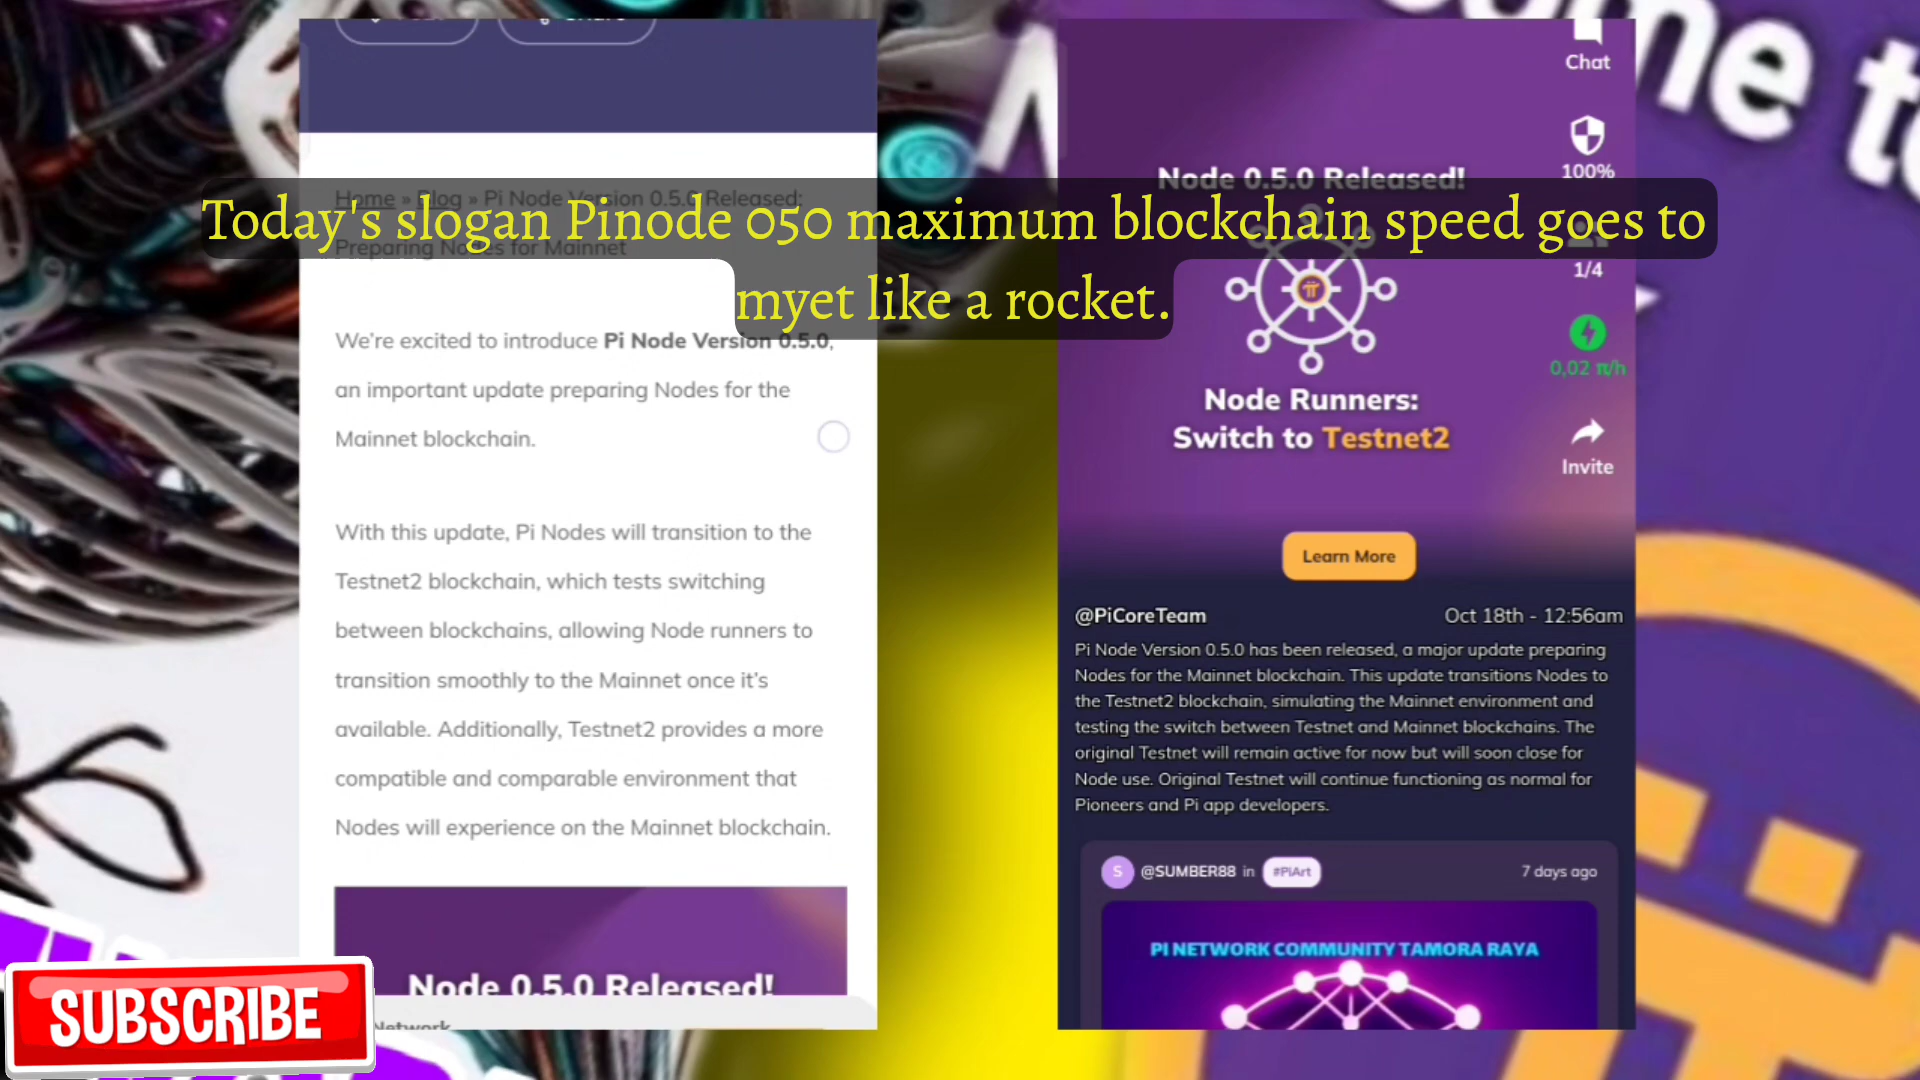 Today's slogan Pinode 050 maximum blockchain speed goes to
myet like a rocket.
Home » Blog » Pi Node Version 0.5.0 Released:
Preparing Nodes for Mainnet
We're excited to introduce Pi Node Version 0.5.0,
an important update preparing Nodes for the
Mainnet blockchain.
With this update, Pi Nodes will transition to the
Testnet2 blockchain, which tests switching
between blockchains, allowing Node runners to
transition smoothly to the Mainnet once it's
available. Additionally, Testnet2 provides a more
compatible and comparable environment that
Nodes will experience on the Mainnet blockchain.
Node 0.5.0 Released!
Network
SUBSCRIBE
Chat
100%
1/4
0,02 π/h
Invite
Node 0.5.0 Released!
Node Runners:
Switch to Testnet2
Learn More
@PiCoreTeam Oct 18th - 12:56am
Pi Node Version 0.5.0 has been released, a major update preparing
Nodes for the Mainnet blockchain. This update transitions Nodes to
the Testnet2 blockchain, simulating the Mainnet environment and
testing the switch between Testnet and Mainnet blockchains. The
original Testnet will remain active for now but will soon close for
Node use. Original Testnet will continue functioning as normal for
Pioneers and Pi app developers.
S @SUMBER88 in #PiArt 7 days ago
PI NETWORK COMMUNITY TAMORA RAYA